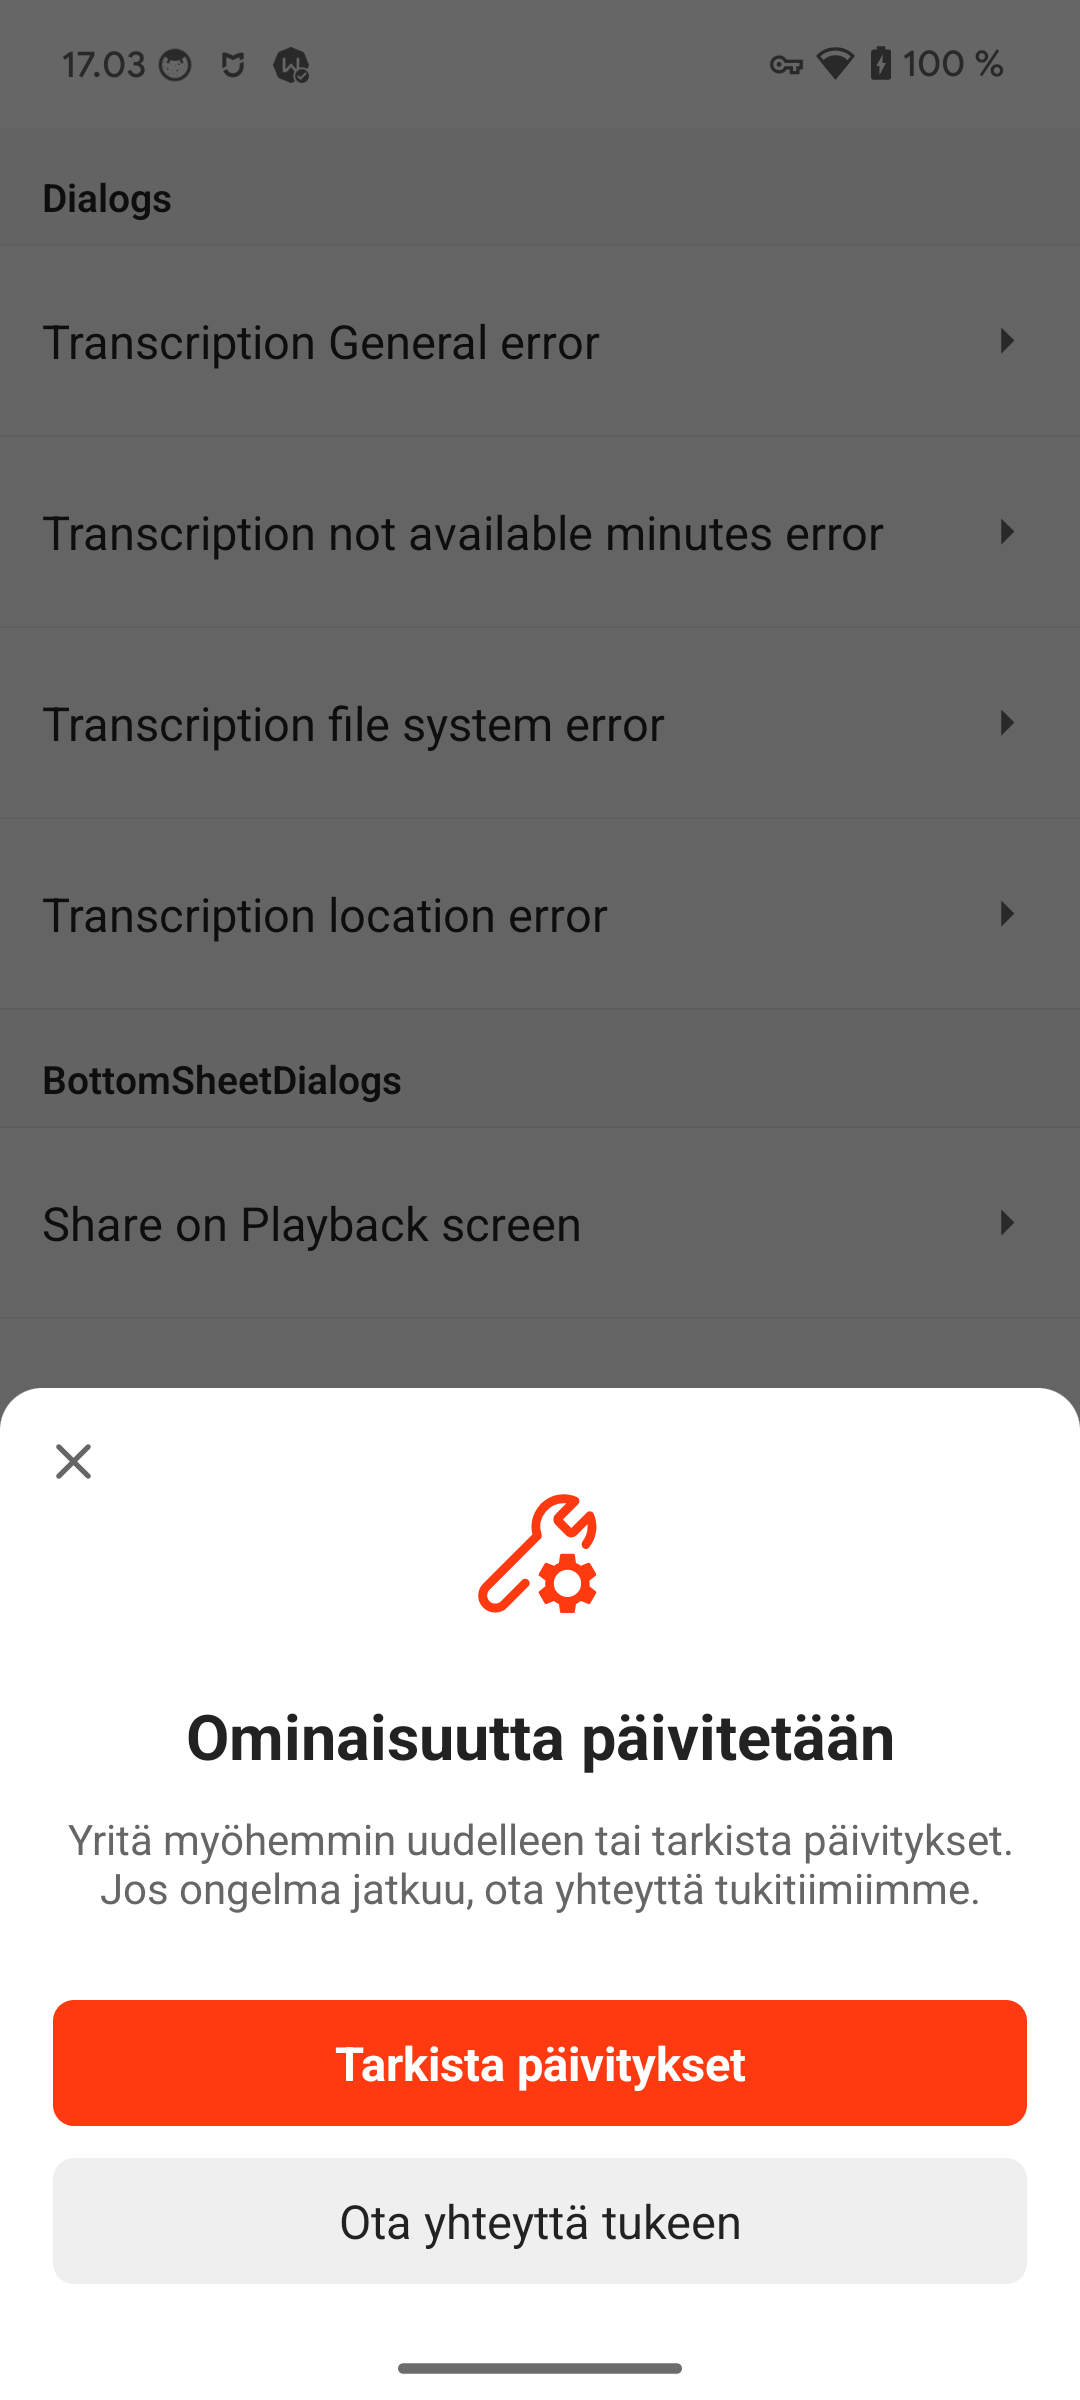 17.03
100 %
Dialogs
Transcription General error
Transcription not available minutes error
Transcription file system error
Transcription location error
BottomSheetDialogs
Share on Playback screen
Ominaisuutta päivitetään
Yritä myöhemmin uudelleen tai tarkista päivitykset.
Jos ongelma jatkuu, ota yhteyttä tukitiimiimme.
Tarkista päivitykset
Ota yhteyttä tukeen